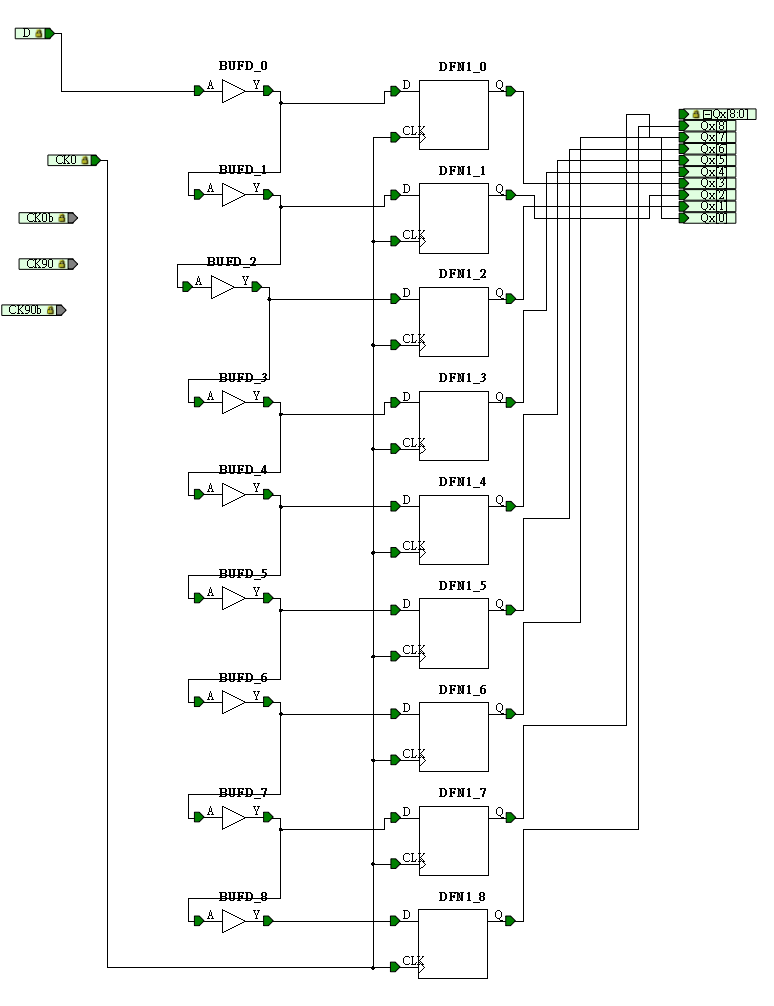 D
BUFD_0
A Y
DFN1_0
D Q
CLK
Qx[8:0]
Qx[8]
Qx[7]
Qx[6]
Qx[5]
Qx[4]
Qx[3]
Qx[2]
Qx[1]
Qx[0]
CK0
BUFD_1
A Y
DFN1_1
D Q
CLK
CK0b
CK90
CK90b
BUFD_2
A Y
DFN1_2
D Q
CLK
BUFD_3
A Y
DFN1_3
D Q
CLK
BUFD_4
A Y
DFN1_4
D Q
CLK
BUFD_5
A Y
DFN1_5
D Q
CLK
BUFD_6
A Y
DFN1_6
D Q
CLK
BUFD_7
A Y
DFN1_7
D Q
CLK
BUFD_8
A Y
DFN1_8
D Q
CLK